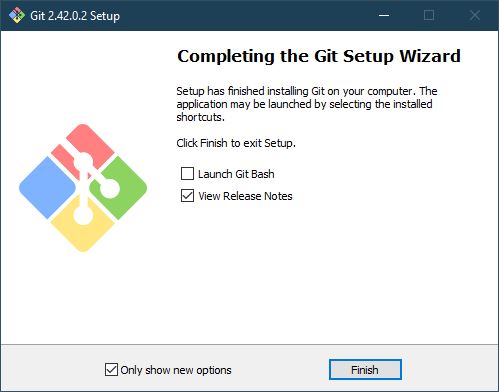 Git 2.42.0.2 Setup
Completing the Git Setup Wizard
Setup has finished installing Git on your computer. The
application may be launched by selecting the installed
shortcuts.
Click Finish to exit Setup.
Launch Git Bash
View Release Notes
Only show new options
Finish